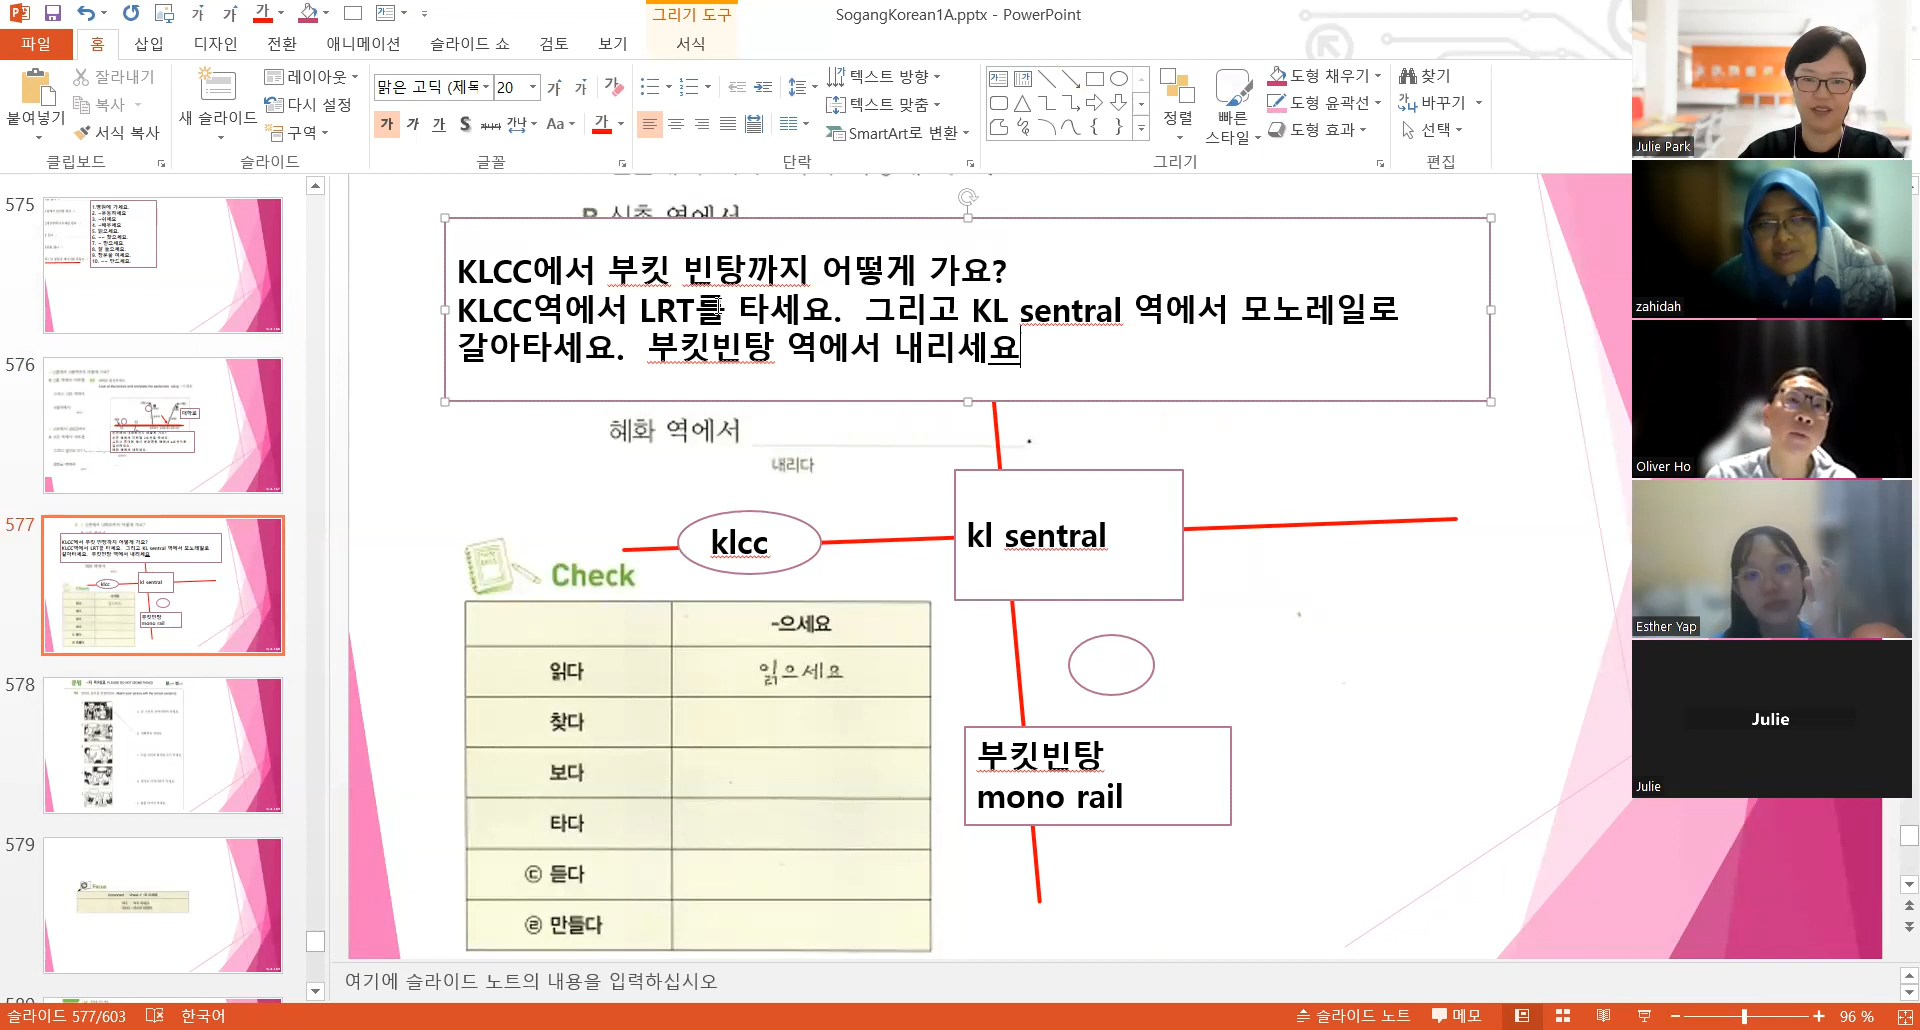 SogangKorean1A.pptx - PowerPoint
그리기 도구
파일
홈
삽입
디자인
전환
애니메이션
슬라이드 쇼
검토
보기
서식
붙여넣기
잘라내기
복사
서식 복사
클립보드
새 슬라이드
레이아웃
다시 설정
구역
슬라이드
맑은 고딕 (제목
20
글꼴
텍스트 방향
텍스트 맞춤
SmartArt로 변환
단락
정렬
빠른
스타일
도형 채우기
도형 윤곽선
도형 효과
그리기
찾기
바꾸기
선택
편집
575
576
577
578
579
KLCC에서 부킷 빈탕까지 어떻게 가요?
KLCC역에서 LRT를 타세요. 그리고 KL sentral 역에서 모노레일로
갈아타세요. 부킷빈탕 역에서 내리세요
혜화 역에서 .
내리다
klcc
kl sentral
부킷빈탕
mono rail
Check
-으세요
읽다 읽으세요
찾다
보다
타다
ⓒ 듣다
ⓔ 만들다
여기에 슬라이드 노트의 내용을 입력하십시오
슬라이드 577/603
한국어
슬라이드 노트
메모
96 %
Julie Park
zahidah
Oliver Ho
Esther Yap
Julie
Julie